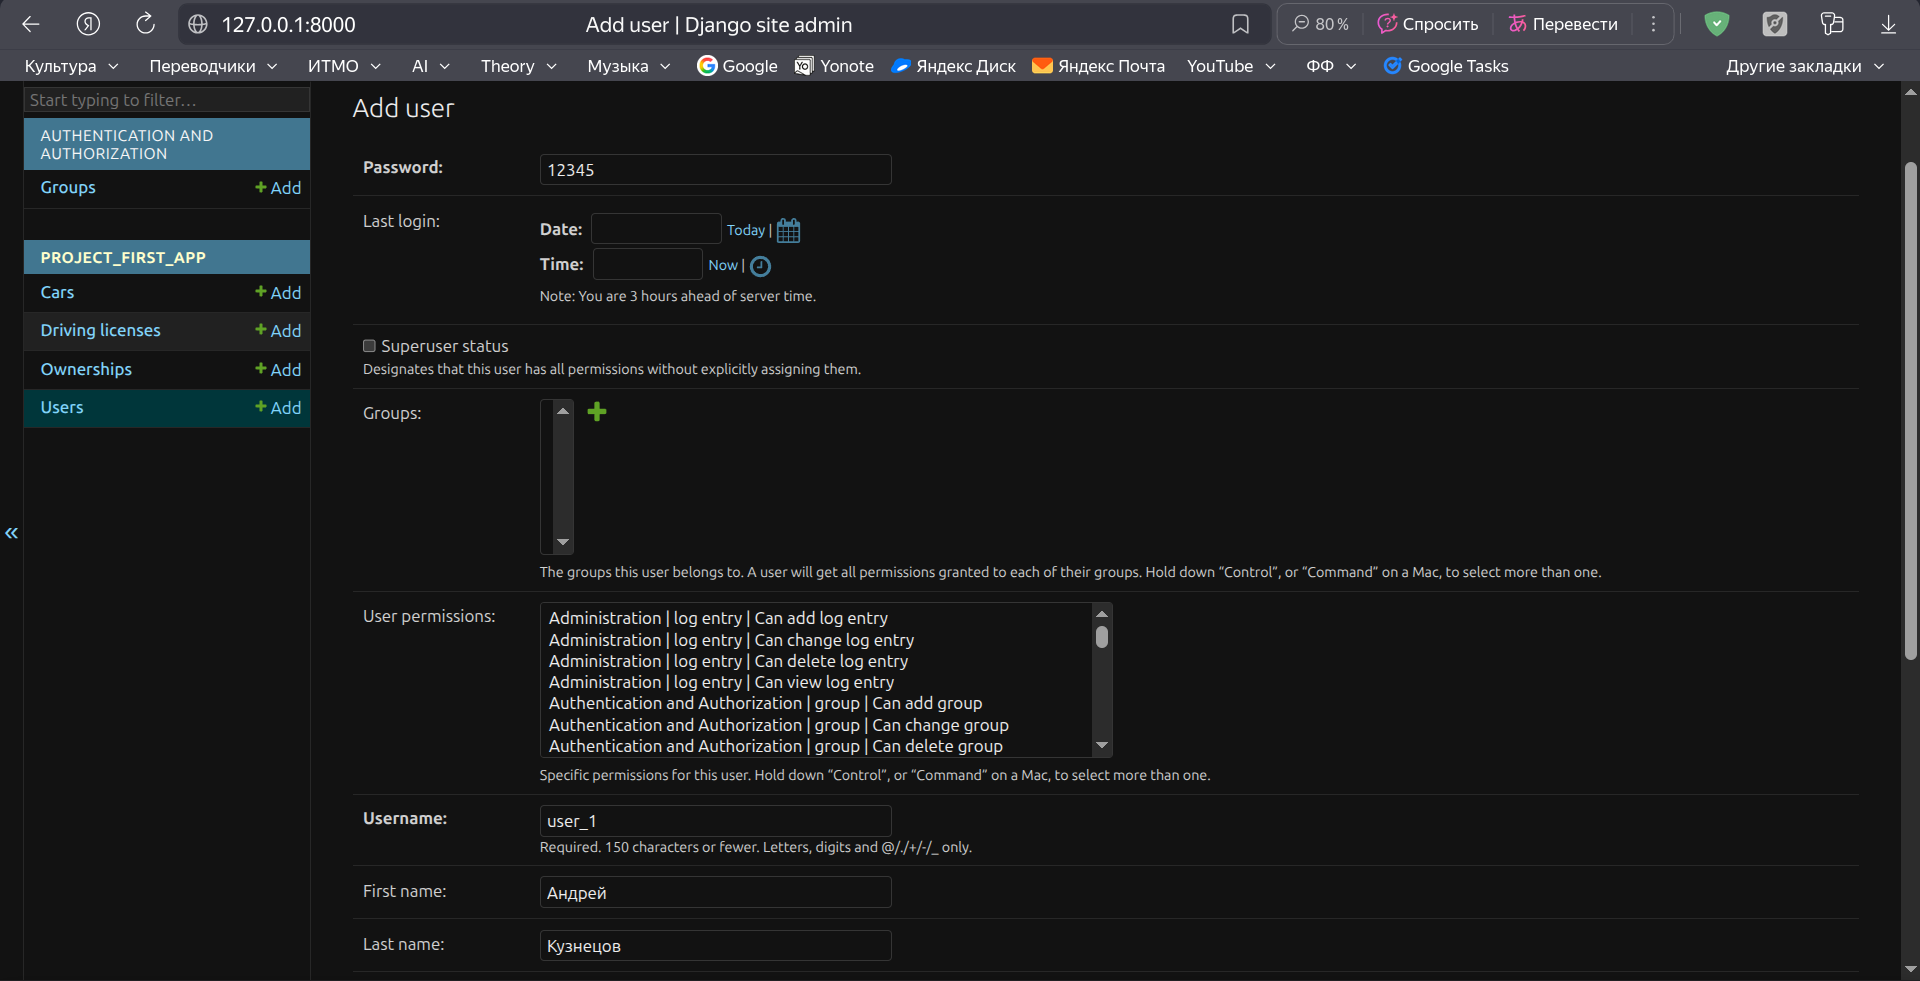 127.0.0.1:8000 Add user | Django site admin 80 % Спросить Перевести
Культура Переводчики ИТМО AI Theory Музыка Google Yonote Яндекс Диск Яндекс Почта YouTube ФФ Google Tasks Другие закладки
Start typing to filter…
AUTHENTICATION AND
AUTHORIZATION
Groups Add
PROJECT_FIRST_APP
Cars Add
Driving licenses Add
Ownerships Add
Users Add
«
Add user
Password: 12345
Last login: Date: Today |
Time: Now |
Note: You are 3 hours ahead of server time.
Superuser status
Designates that this user has all permissions without explicitly assigning them.
Groups:
The groups this user belongs to. A user will get all permissions granted to each of their groups. Hold down “Control”, or “Command” on a Mac, to select more than one.
User permissions:
Administration | log entry | Can add log entry
Administration | log entry | Can change log entry
Administration | log entry | Can delete log entry
Administration | log entry | Can view log entry
Authentication and Authorization | group | Can add group
Authentication and Authorization | group | Can change group
Authentication and Authorization | group | Can delete group
Specific permissions for this user. Hold down “Control”, or “Command” on a Mac, to select more than one.
Username: user_1
Required. 150 characters or fewer. Letters, digits and @/./+/-/_ only.
First name: Андрей
Last name: Кузнецов